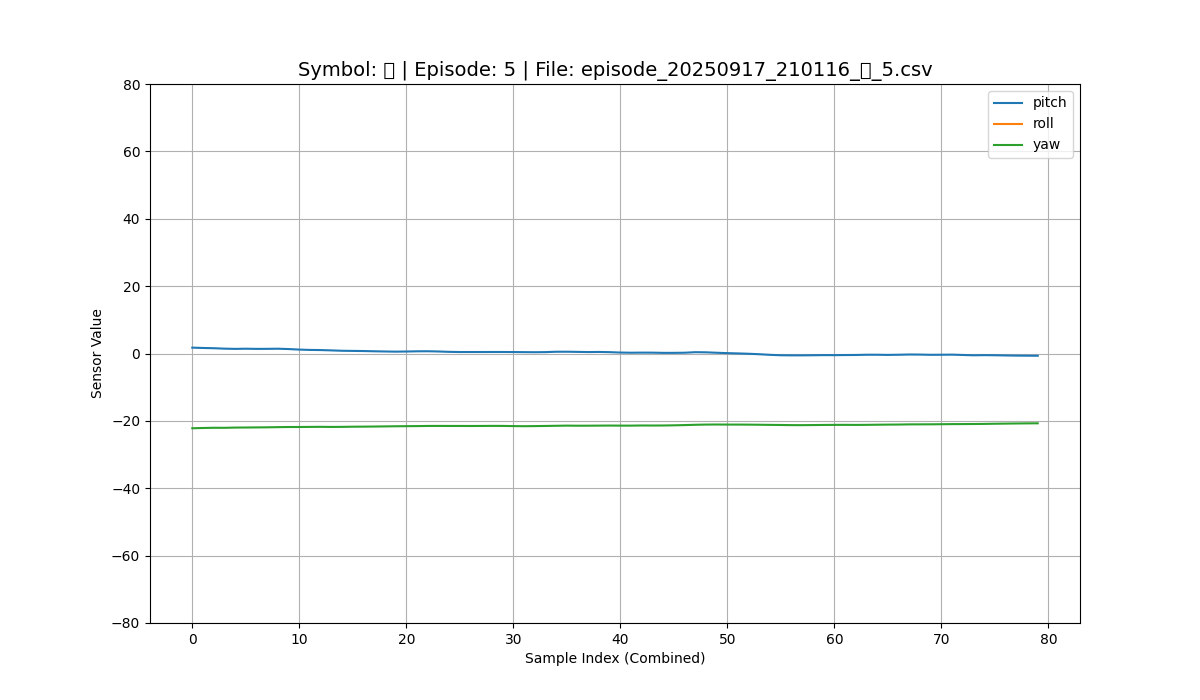 Symbol: | Episode: 5 | File: episode_20250917_210116_ _5.csv
80
60
40
20
0
−20
−40
−60
−80
Sensor Value
pitch
roll
yaw
0 10 20 30 40 50 60 70 80
Sample Index (Combined)